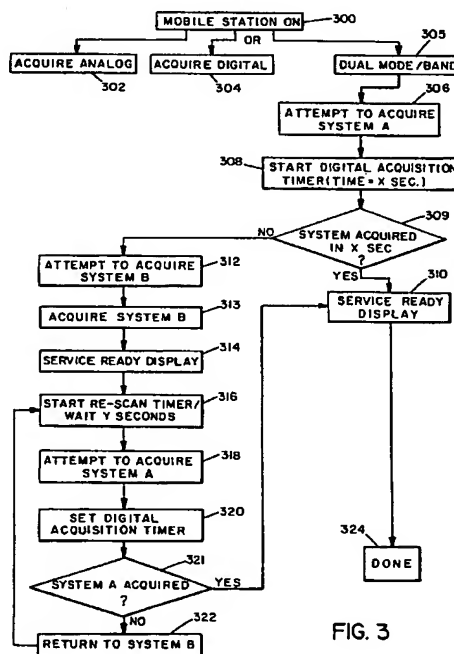 MOBILE STATION ON
300
OR
305
ACQUIRE ANALOG
ACQUIRE DIGITAL
DUAL MODE/BAND
302
304
306
ATTEMPT TO ACQUIRE
SYSTEM A
308
START DIGITAL ACQUISITION
TIMER(TIME=X SEC.)
309
NO
SYSTEM ACQUIRED
IN X SEC
?
YES
312
ATTEMPT TO ACQUIRE
SYSTEM B
310
SERVICE READY
DISPLAY
313
ACQUIRE SYSTEM B
314
SERVICE READY DISPLAY
316
START RE-SCAN TIMER/
WAIT Y SECONDS
318
ATTEMPT TO ACQUIRE
SYSTEM A
320
SET DIGITAL
ACQUISITION TIMER
321
SYSTEM A ACQUIRED
?
YES
NO
322
RETURN TO SYSTEM B
324
DONE
FIG. 3